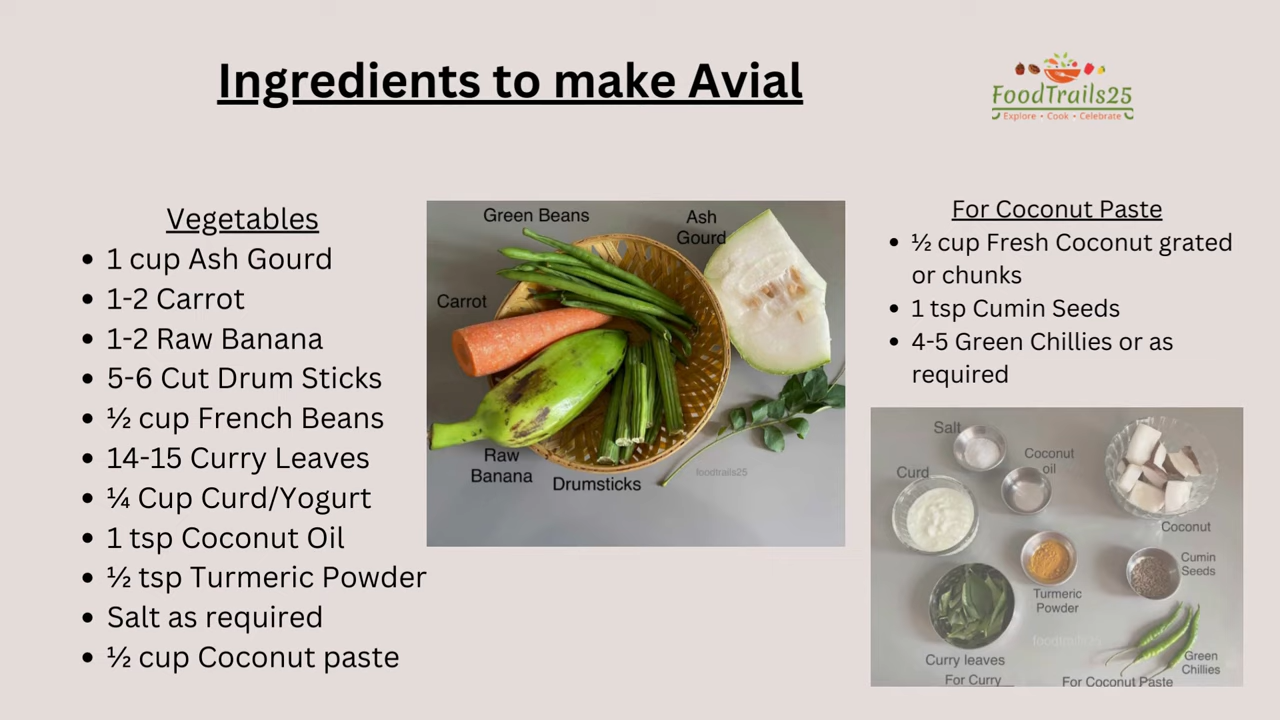 Ingredients to make Avial
FoodTrails25
Explore • Cook • Celebrate
Vegetables
• 1 cup Ash Gourd
• 1-2 Carrot
• 1-2 Raw Banana
• 5-6 Cut Drum Sticks
• ½ cup French Beans
• 14-15 Curry Leaves
• ¼ Cup Curd/Yogurt
• 1 tsp Coconut Oil
• ½ tsp Turmeric Powder
• Salt as required
• ½ cup Coconut paste
Green Beans
Ash
Gourd
Carrot
Raw
Banana
Drumsticks
foodtrails25
For Coconut Paste
• ½ cup Fresh Coconut grated
or chunks
• 1 tsp Cumin Seeds
• 4-5 Green Chillies or as
required
Salt
Coconut
oil
Curd
Coconut
Cumin
Seeds
Turmeric
Powder
foodtrails25
Curry leaves
Green
Chillies
For Curry
For Coconut Paste